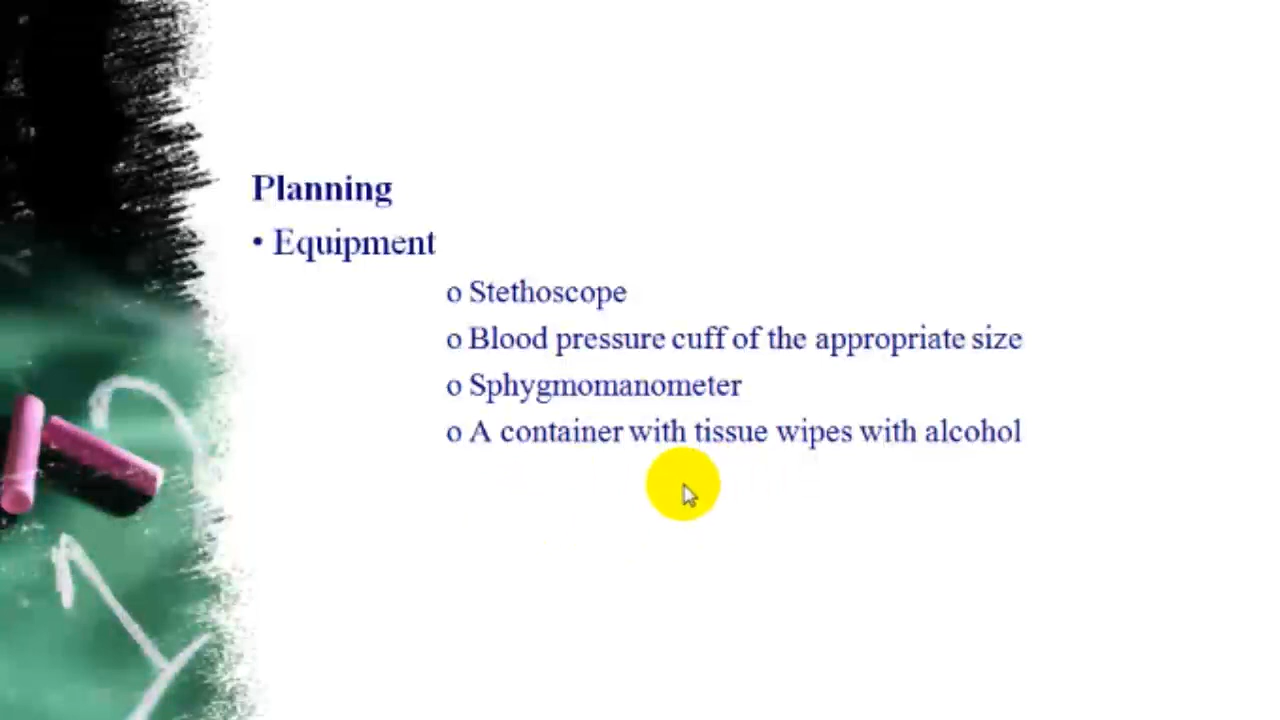 Planning
• Equipment
o Stethoscope
o Blood pressure cuff of the appropriate size
o Sphygmomanometer
o A container with tissue wipes with alcohol